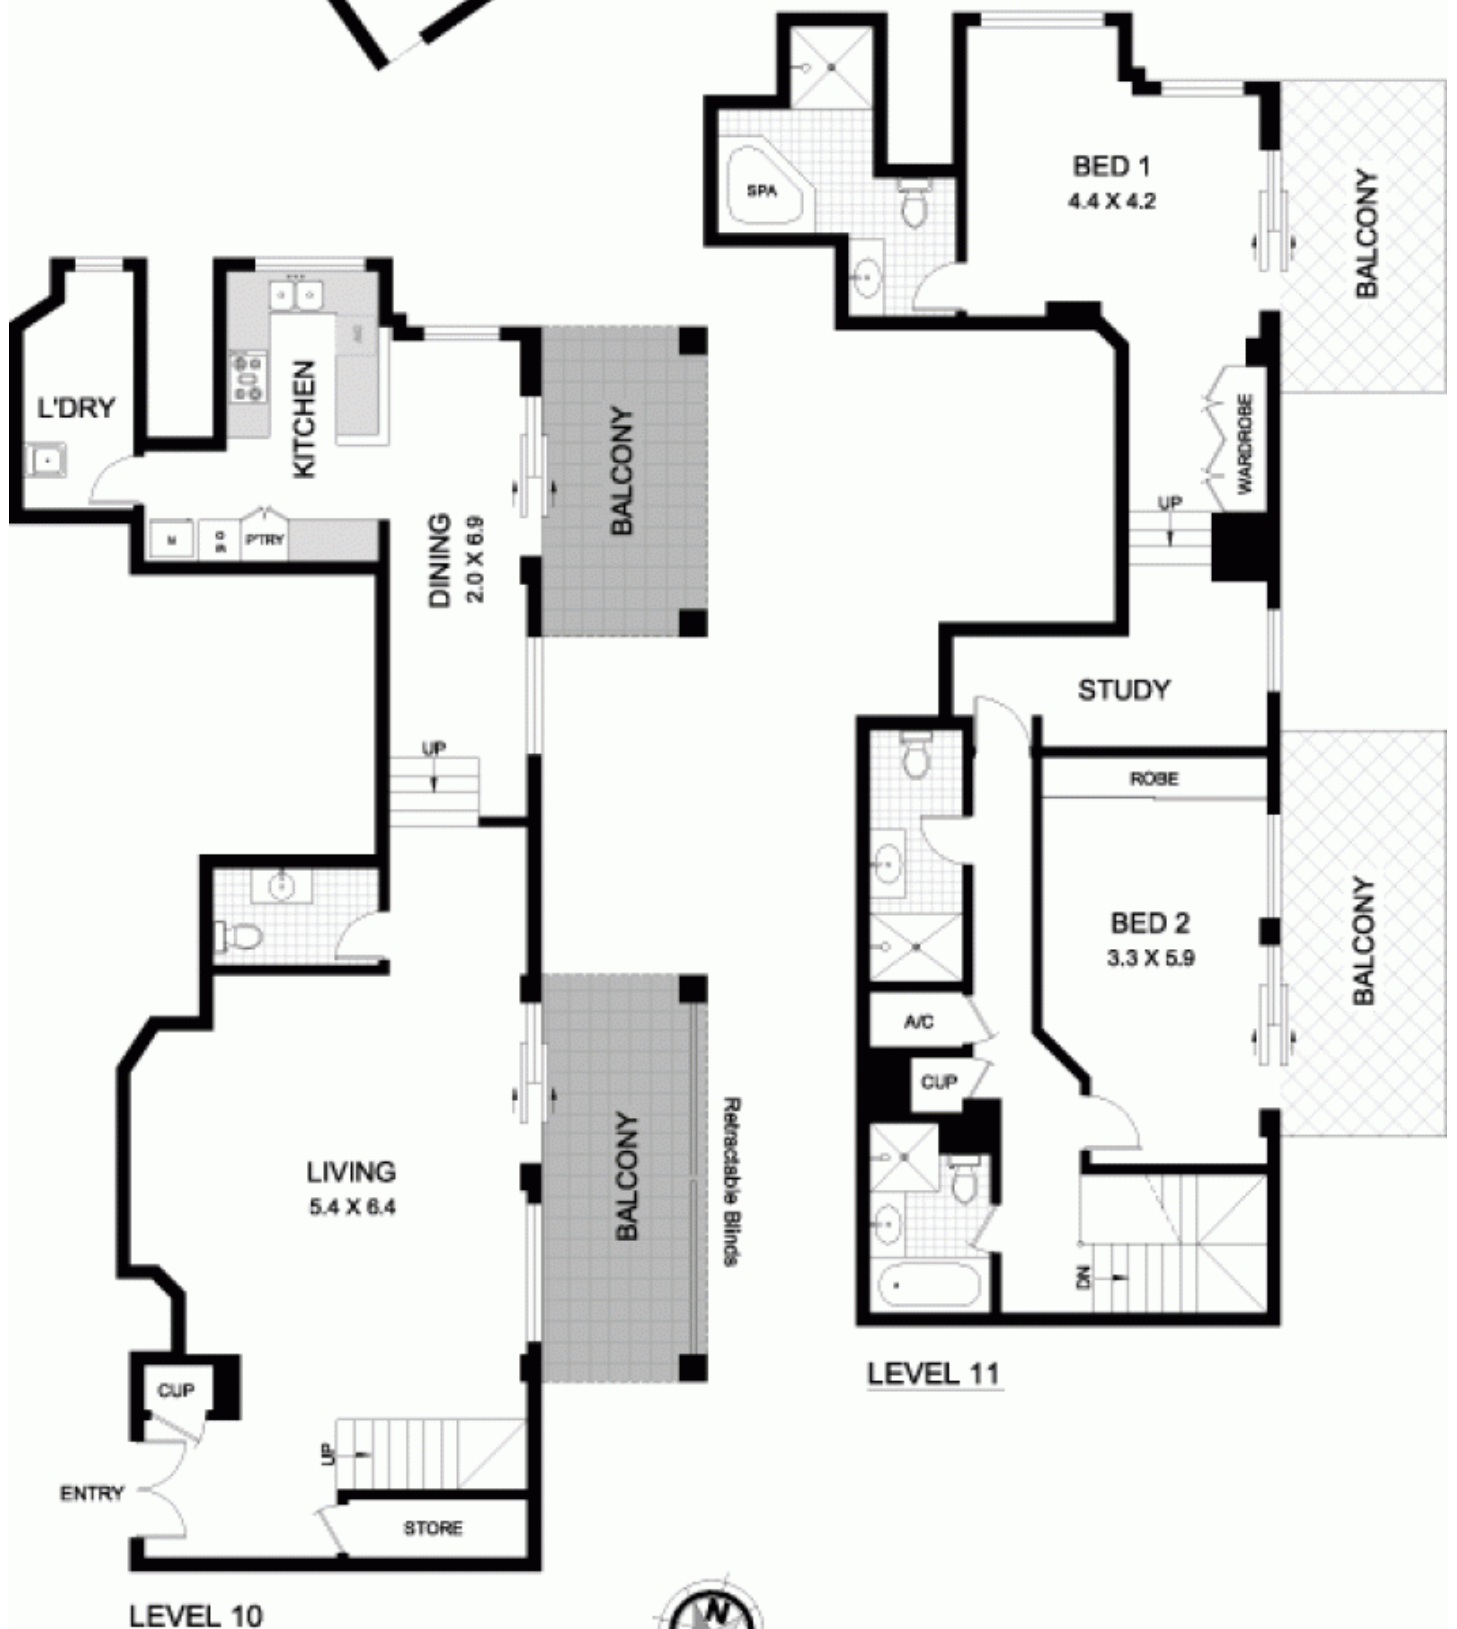 BED 1
4.4 X 4.2
BALCONY
SPA
WARDROBE
UP
STUDY
ROBE
BED 2
3.3 X 5.9
BALCONY
A/C
CUP
DN
LEVEL 11
L'DRY
KITCHEN
P'TRY
DINING
2.0 X 6.9
BALCONY
UP
LIVING
5.4 X 6.4
BALCONY
Retractable Blinds
CUP
ENTRY
UP
STORE
LEVEL 10
N